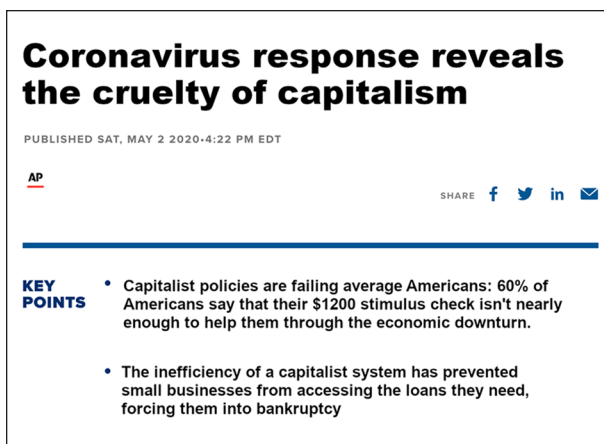 Coronavirus response reveals
the cruelty of capitalism
PUBLISHED SAT, MAY 2 2020•4:22 PM EDT
AP
SHARE
KEY
POINTS
• Capitalist policies are failing average Americans: 60% of
Americans say that their $1200 stimulus check isn't nearly
enough to help them through the economic downturn.
• The inefficiency of a capitalist system has prevented
small businesses from accessing the loans they need,
forcing them into bankruptcy